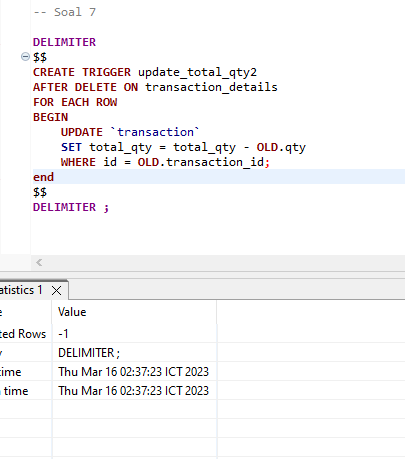 -- Soal 7
DELIMITER
$$
CREATE TRIGGER update_total_qty2
AFTER DELETE ON transaction_details
FOR EACH ROW
BEGIN
UPDATE `transaction`
SET total_qty = total_qty - OLD.qty
WHERE id = OLD.transaction_id;
end
$$
DELIMITER ;
atistics 1
e Value
ted Rows -1
y DELIMITER ;
time Thu Mar 16 02:37:23 ICT 2023
time Thu Mar 16 02:37:23 ICT 2023